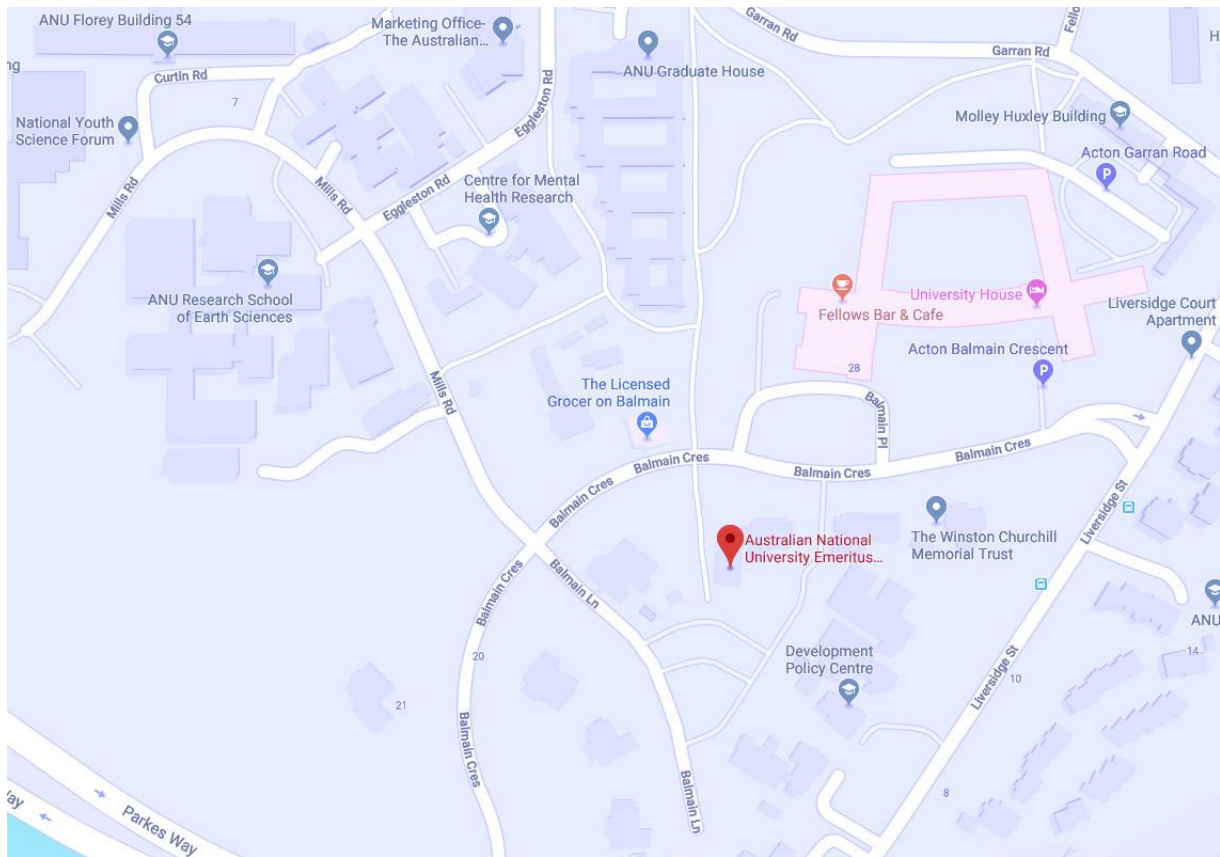 ANU Florey Building 54
Marketing Office-
The Australian...
Garran Rd
Garran Rd
Curtin Rd
ANU Graduate House
7
National Youth
Science Forum
Eggleston Rd
Molley Huxley Building
Acton Garran Road
P
Mills Rd
Mills Rd
Eggleston Rd
Centre for Mental
Health Research
ANU Research School
of Earth Sciences
University House
Fellows Bar & Cafe
Liversidge Court
Apartment
Acton Balmain Crescent
P
28
Mills Rd
The Licensed
Grocer on Balmain
Balmain Pl
Balmain Cres
Balmain Cres
Balmain Cres
Balmain Cres
Liversidge St
Australian National
University Emeritus...
The Winston Churchill
Memorial Trust
Balmain Cres
Balmain Ln
ANU
20
Development
Policy Centre
14
Liversidge St
10
21
Balmain Cres
Balmain Ln
8
Parkes Way